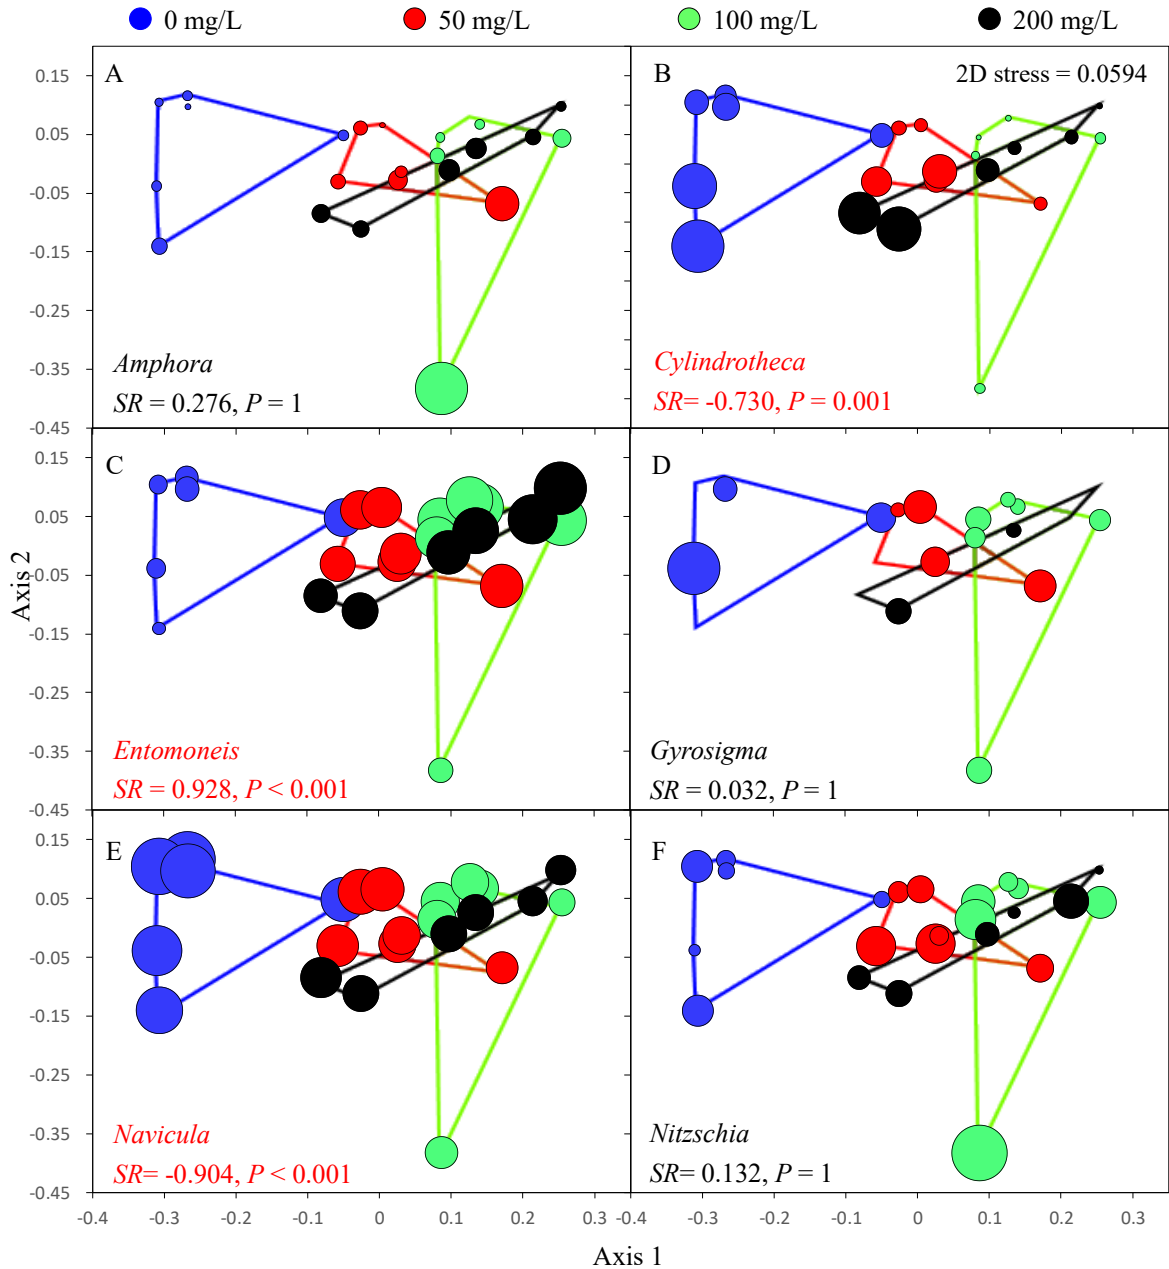 0 mg/L 50 mg/L 100 mg/L 200 mg/L
A
0.15
0.05
-0.05
-0.15
-0.25
-0.35
-0.45
Amphora
SR = 0.276, P = 1
B
2D stress = 0.0594
Cylindrotheca
SR= -0.730, P = 0.001
C
0.15
0.05
-0.05
-0.15
-0.25
-0.35
-0.45
Entomoneis
SR = 0.928, P < 0.001
D
Gyrosigma
SR = 0.032, P = 1
Axis 2
E
0.15
0.05
-0.05
-0.15
-0.25
-0.35
-0.45
Navicula
SR= -0.904, P < 0.001
F
Nitzschia
SR= 0.132, P = 1
-0.4 -0.3 -0.2 -0.1 0 0.1 0.2 0.3 -0.4 -0.3 -0.2 -0.1 0 0.1 0.2 0.3
Axis 1